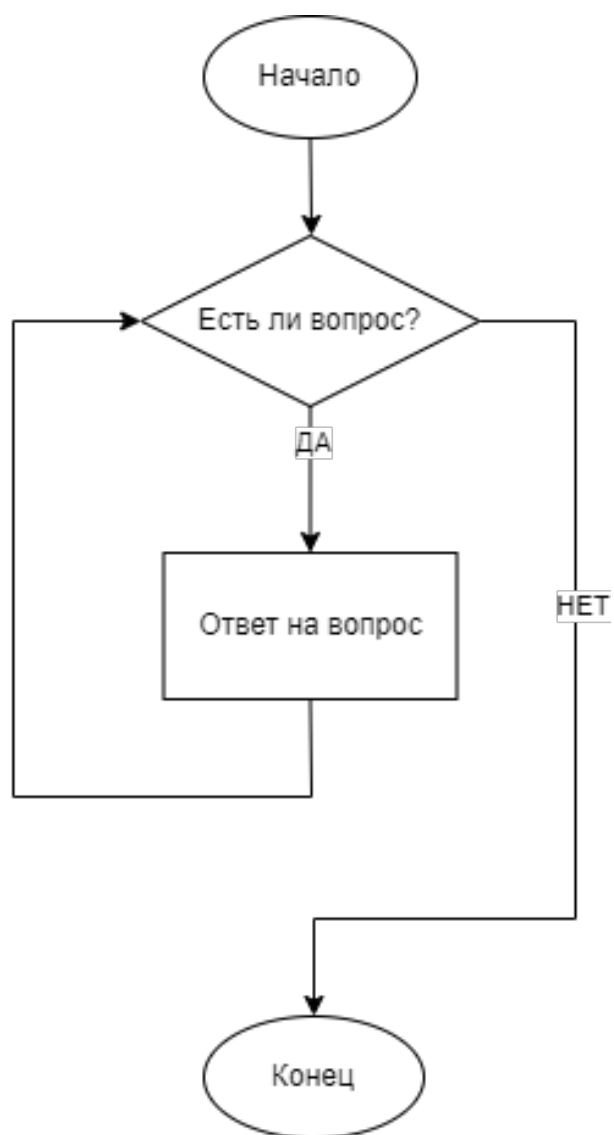 Начало
Есть ли вопрос?
ДА
Ответ на вопрос
НЕТ
Конец